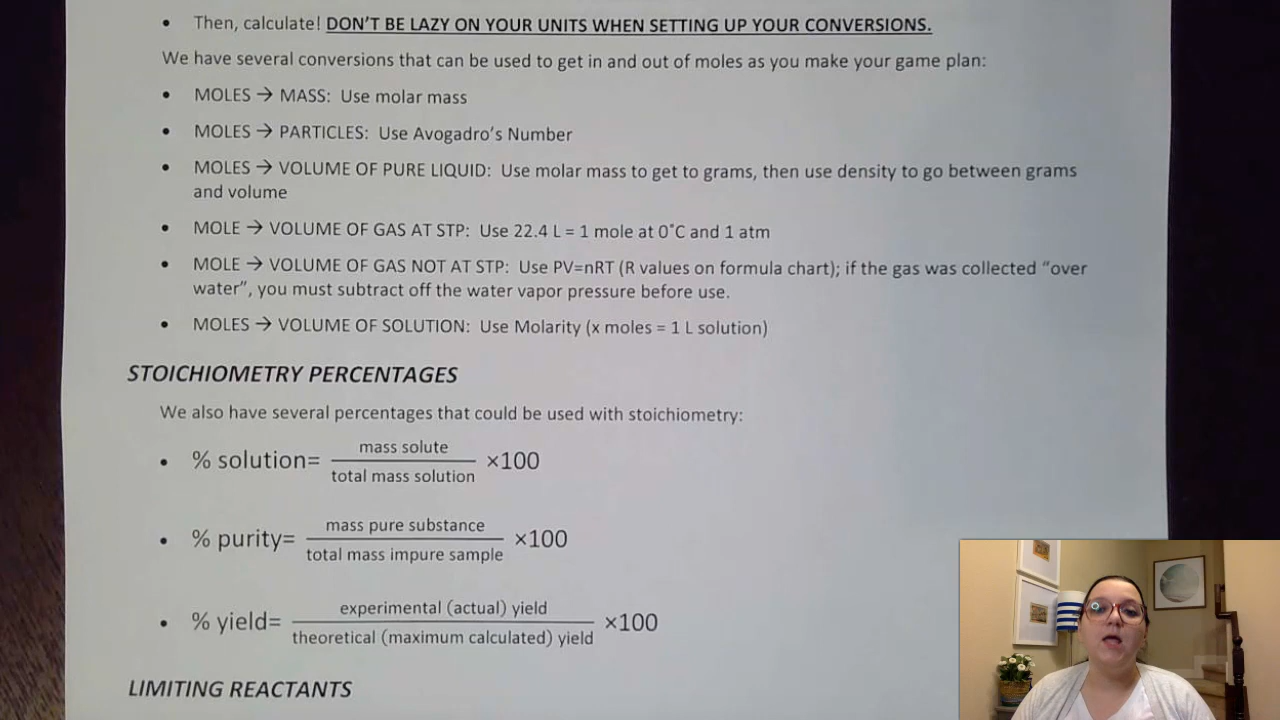 • Then, calculate! DON'T BE LAZY ON YOUR UNITS WHEN SETTING UP YOUR CONVERSIONS.
We have several conversions that can be used to get in and out of moles as you make your game plan:
• MOLES → MASS: Use molar mass
• MOLES → PARTICLES: Use Avogadro's Number
• MOLES → VOLUME OF PURE LIQUID: Use molar mass to get to grams, then use density to go between grams
and volume
• MOLE → VOLUME OF GAS AT STP: Use 22.4 L = 1 mole at 0˚C and 1 atm
• MOLE → VOLUME OF GAS NOT AT STP: Use PV=nRT (R values on formula chart); if the gas was collected "over
water", you must subtract off the water vapor pressure before use.
• MOLES → VOLUME OF SOLUTION: Use Molarity (x moles = 1 L solution)
STOICHIOMETRY PERCENTAGES
We also have several percentages that could be used with stoichiometry:
• % solution= mass solute / total mass solution ×100
• % purity= mass pure substance / total mass impure sample ×100
• % yield= experimental (actual) yield / theoretical (maximum calculated) yield ×100
LIMITING REACTANTS